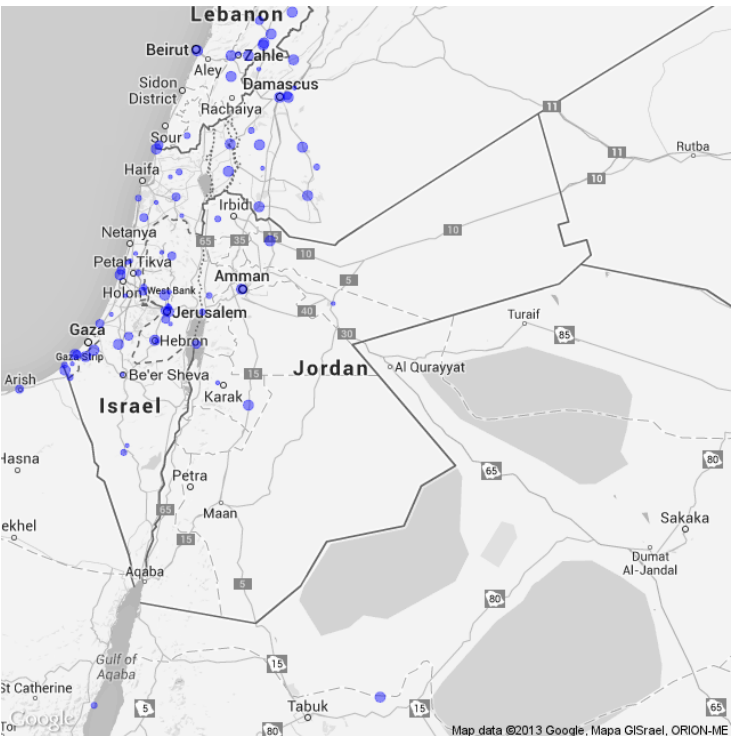 Lebanon
Beirut
Zahle
Aley
Sidon
District
Damascus
Rachaiya
11
Sour
11
Rutba
Haifa
10
Irbid
Netanya
65
35
10
10
Petah Tikva
5
Amman
Holon
West Bank
Jerusalem
40
Turaif
Gaza
30
85
Hebron
Gaza Strip
Jordan
Al Qurayyat
Arish
Be'er Sheva
15
Israel
Karak
80
Hasna
65
Petra
65
Maan
Sakaka
ekhel
15
Dumat
Al-Jandal
Aqaba
5
80
Gulf of
Aqaba
15
St Catherine
5
Tabuk
15
65
Tor
Google
80
Map data ©2013 Google, Mapa GISrael, ORION-ME